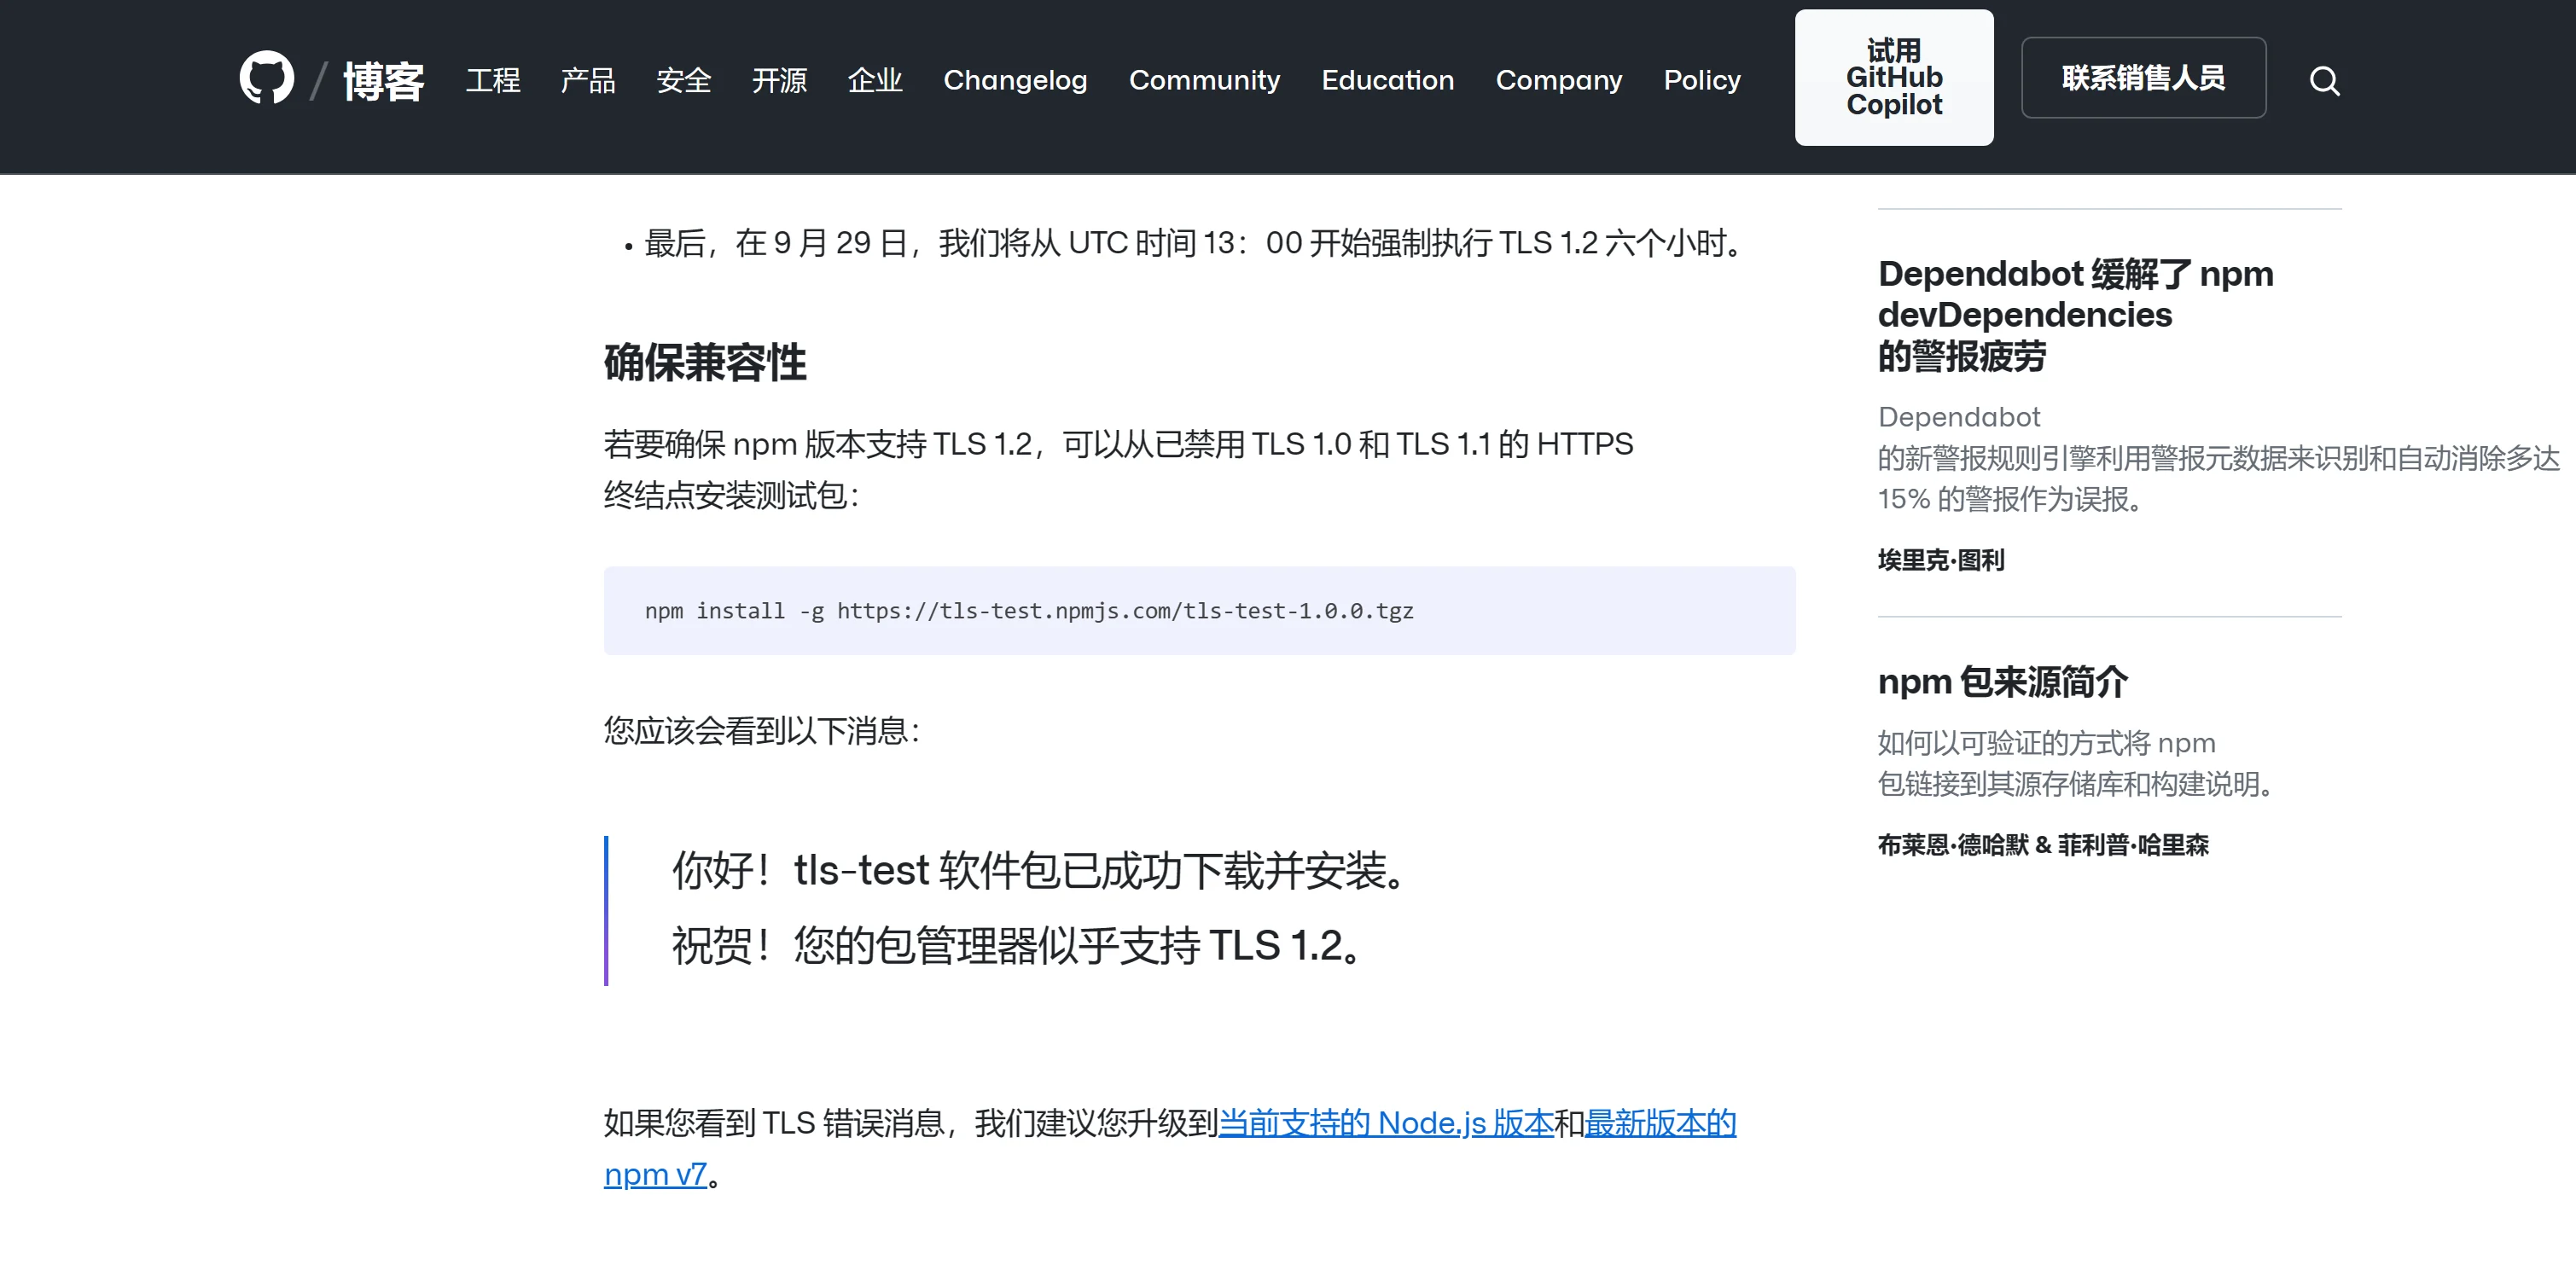 / 博客 工程 产品 安全 开源 企业 Changelog Community Education Company Policy
试用
GitHub
Copilot
联系销售人员
• 最后，在 9 月 29 日，我们将从 UTC 时间 13：00 开始强制执行 TLS 1.2 六个小时。
确保兼容性
若要确保 npm 版本支持 TLS 1.2，可以从已禁用 TLS 1.0 和 TLS 1.1 的 HTTPS
终结点安装测试包：
npm install -g https://tls-test.npmjs.com/tls-test-1.0.0.tgz
您应该会看到以下消息：
你好！tls-test 软件包已成功下载并安装。
祝贺！您的包管理器似乎支持 TLS 1.2。
如果您看到 TLS 错误消息，我们建议您升级到当前支持的 Node.js 版本和最新版本的
npm v7。
Dependabot 缓解了 npm
devDependencies
的警报疲劳
Dependabot
的新警报规则引擎利用警报元数据来识别和自动消除多达
15% 的警报作为误报。
埃里克·图利
npm 包来源简介
如何以可验证的方式将 npm
包链接到其源存储库和构建说明。
布莱恩·德哈默 & 菲利普·哈里森